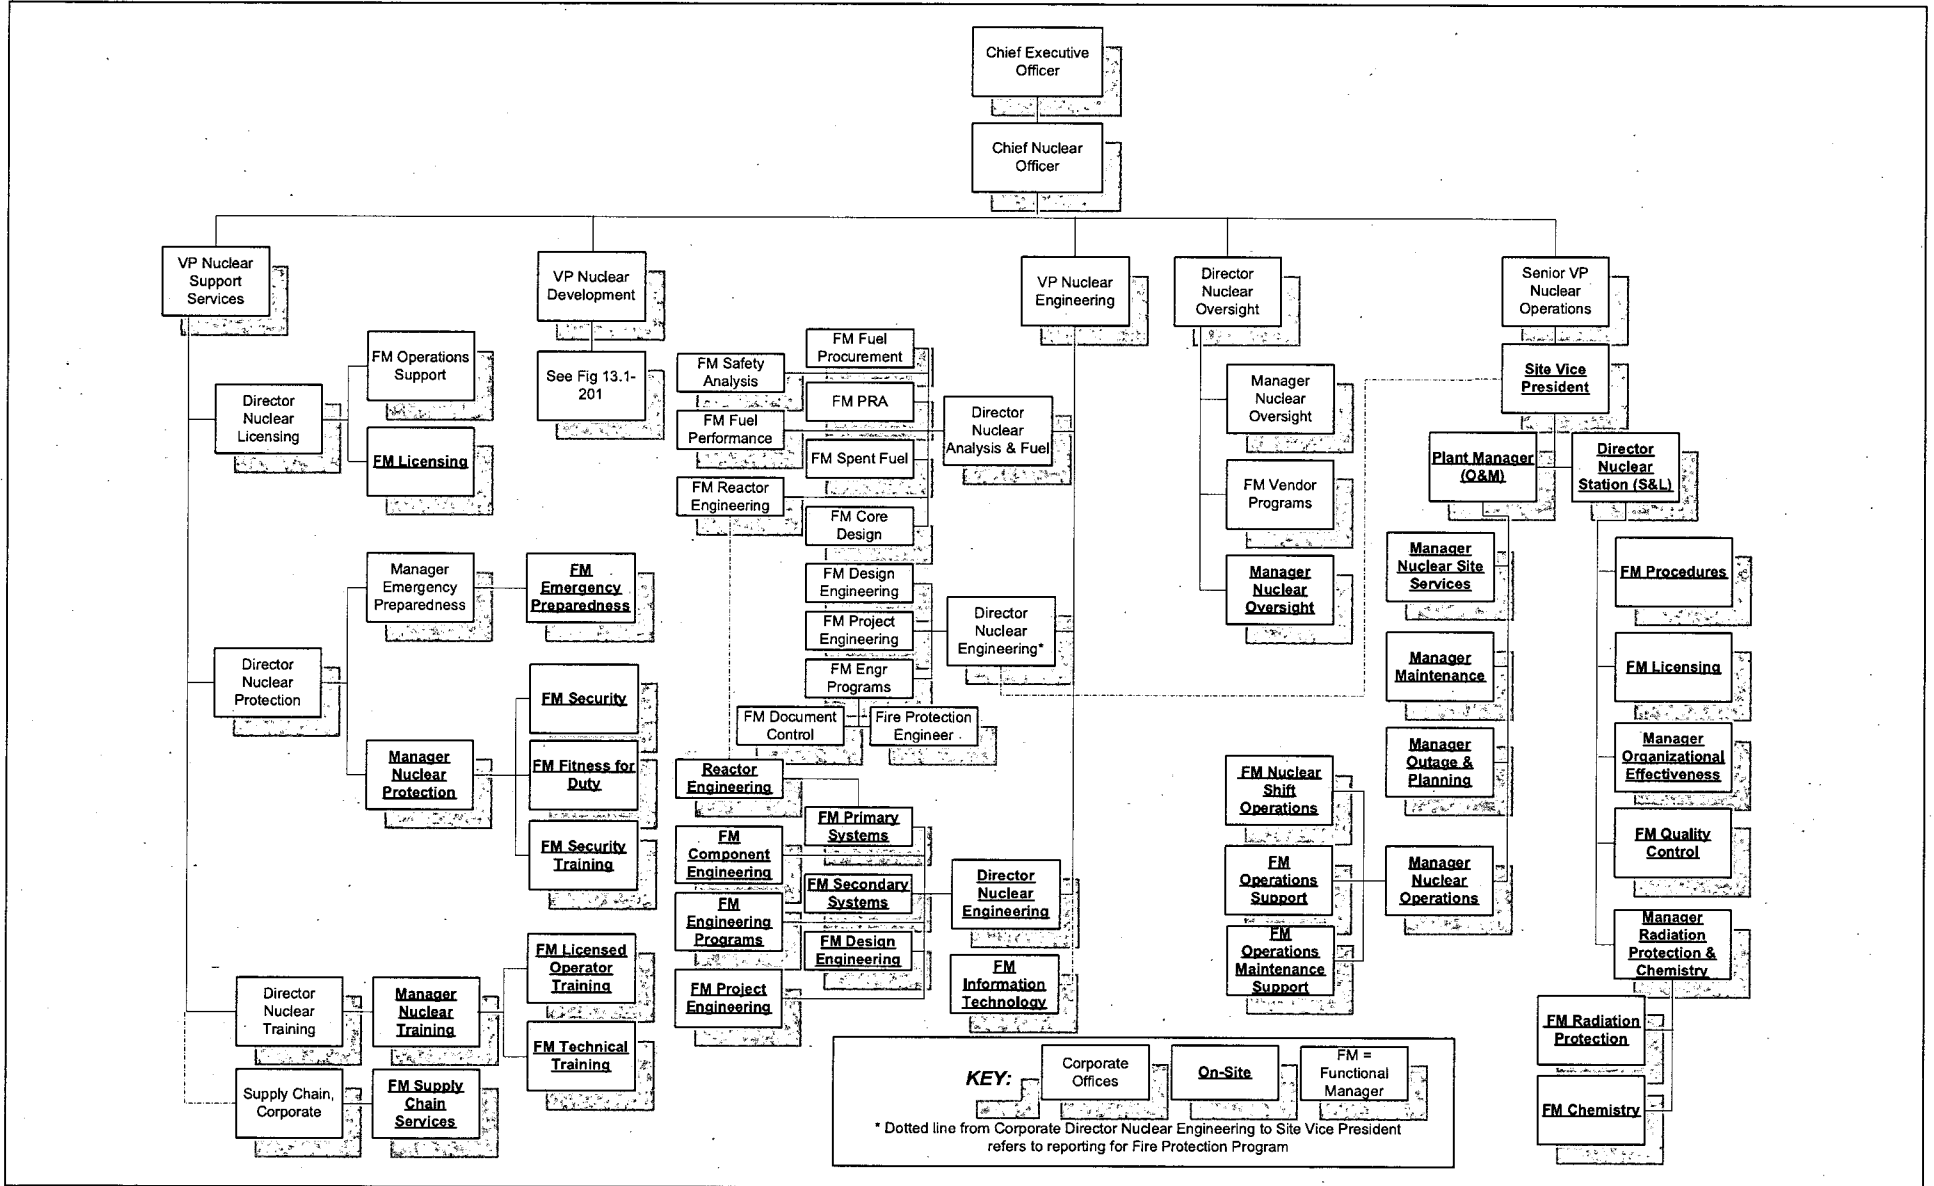 Chief Executive
Officer
Chief Nuclear
Officer
VP Nuclear
Support
Services
VP Nuclear
Development
VP Nuclear
Engineering
Director
Nuclear
Oversight
Senior VP
Nuclear
Operations
Director
Nuclear
Licensing
FM Operations
Support
FM Licensing
Director
Nuclear
Protection
Manager
Emergency
Preparedness
FM
Emergency
Preparedness
Manager
Nuclear
Protection
FM Security
FM Fitness for
Duty
FM Security
Training
Director
Nuclear
Training
Manager
Nuclear
Training
FM Licensed
Operator
Training
FM Technical
Training
Supply Chain,
Corporate
FM Supply
Chain
Services
See Fig 13.1-
201
FM Fuel
Procurement
FM Safety
Analysis
FM PRA
FM Fuel
Performance
FM Spent Fuel
FM Reactor
Engineering
FM Core
Design
Director
Nuclear
Analysis & Fuel
FM Design
Engineering
FM Project
Engineering
FM Engr
Programs
Director
Nuclear
Engineering*
FM Document
Control
Fire Protection
Engineer
Reactor
Engineering
FM Primary
Systems
FM
Component
Engineering
FM Secondary
Systems
FM
Engineering
Programs
FM Design
Engineering
FM Project
Engineering
Director
Nuclear
Engineering
FM
Information
Technology
Manager
Nuclear
Oversight
FM Vendor
Programs
Manager
Nuclear
Oversight
Site Vice
President
Plant Manager
(O&M)
Director
Nuclear
Station (S&L)
Manager
Nuclear Site
Services
Manager
Maintenance
Manager
Outage &
Planning
Manager
Nuclear
Operations
FM Nuclear
Shift
Operations
FM
Operations
Support
FM
Operations
Maintenance
Support
FM Procedures
FM Licensing
Manager
Organizational
Effectiveness
FM Quality
Control
Manager
Radiation
Protection &
Chemistry
FM Radiation
Protection
FM Chemistry
KEY:
Corporate
Offices
On-Site
FM =
Functional
Manager
* Dotted line from Corporate Director Nuclear Engineering to Site Vice President
refers to reporting for Fire Protection Program